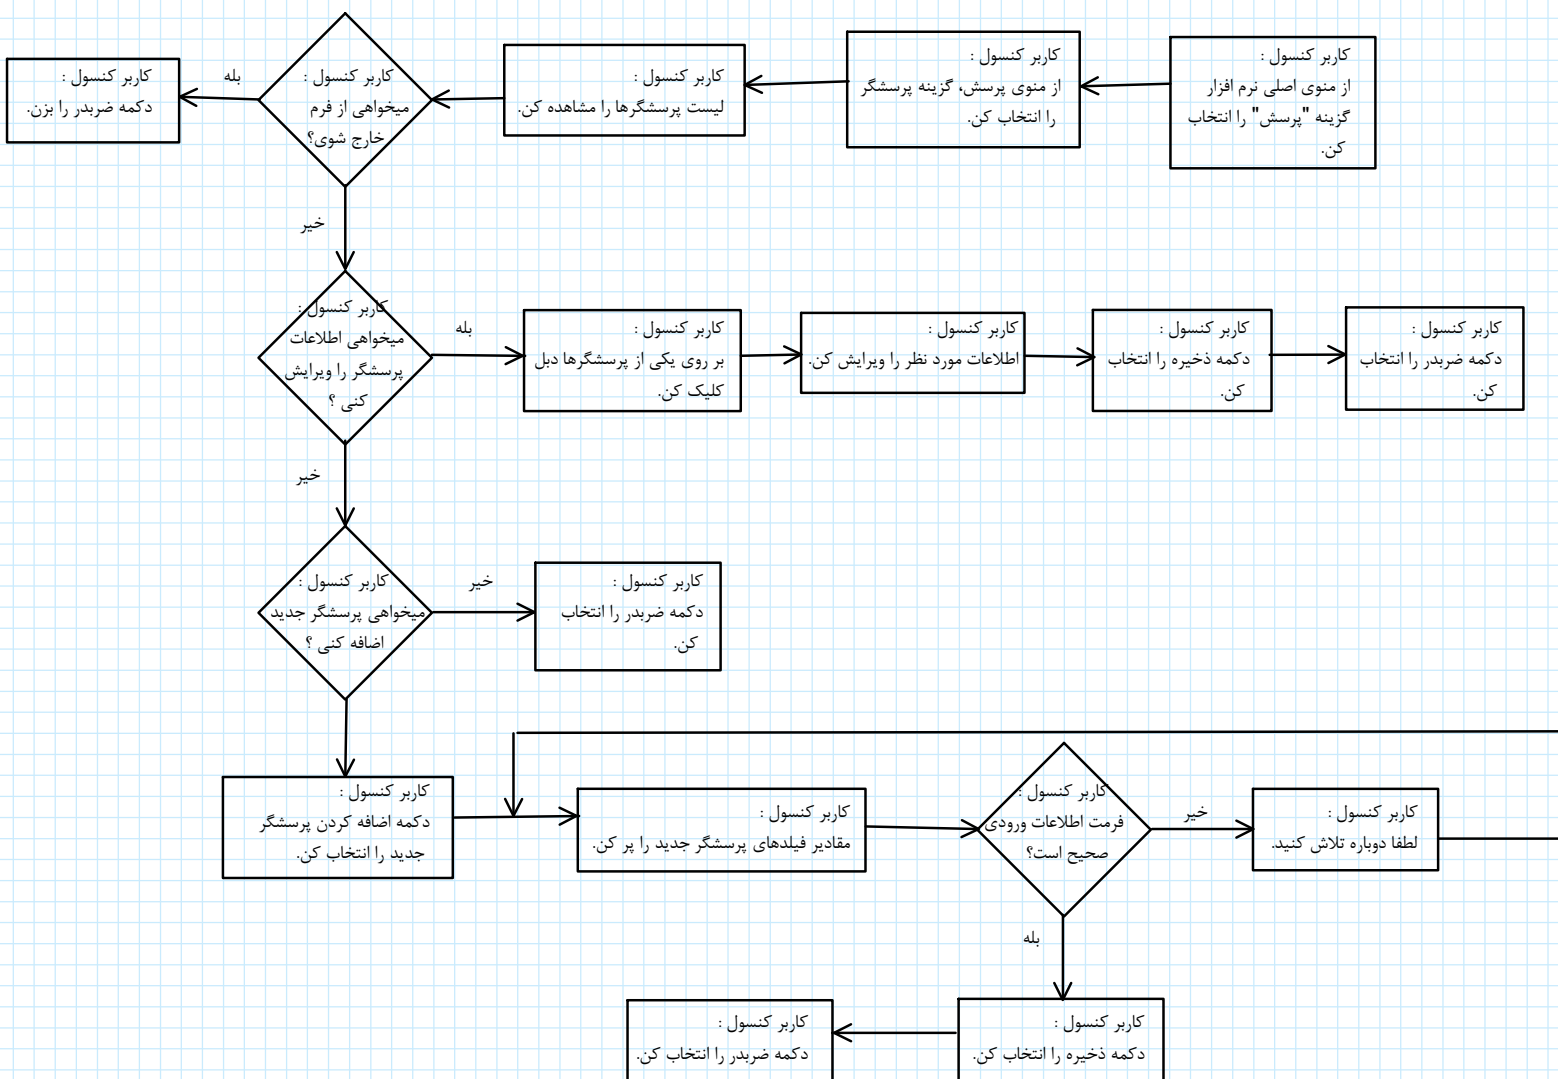 کاربر کنسول :
از منوی اصلی نرم افزار
گزینه "پرسش" را انتخاب
کن.
کاربر کنسول :
از منوی پرسش، گزینه پرسشگر
را انتخاب کن.
کاربر کنسول :
لیست پرسشگرها را مشاهده کن.
کاربر کنسول :
میخواهی از فرم
خارج شوی؟
بله
کاربر کنسول :
دکمه ضربدر را بزن.
خیر
کاربر کنسول :
میخواهی اطلاعات
پرسشگر را ویرایش
کنی ؟
بله
کاربر کنسول :
بر روی یکی از پرسشگرها دبل
کلیک کن.
کاربر کنسول :
اطلاعات مورد نظر را ویرایش کن.
کاربر کنسول :
دکمه ذخیره را انتخاب
کن.
کاربر کنسول :
دکمه ضربدر را انتخاب
کن.
خیر
کاربر کنسول :
میخواهی پرسشگر جدید
اضافه کنی ؟
خیر
کاربر کنسول :
دکمه ضربدر را انتخاب
کن.
کاربر کنسول :
دکمه اضافه کردن پرسشگر
جدید را انتخاب کن.
کاربر کنسول :
مقادیر فیلدهای پرسشگر جدید را پر کن.
کاربر کنسول :
فرمت اطلاعات ورودی
صحیح است؟
خیر
کاربر کنسول :
لطفا دوباره تلاش کنید.
بله
کاربر کنسول :
دکمه ذخیره را انتخاب کن.
کاربر کنسول :
دکمه ضربدر را انتخاب کن.